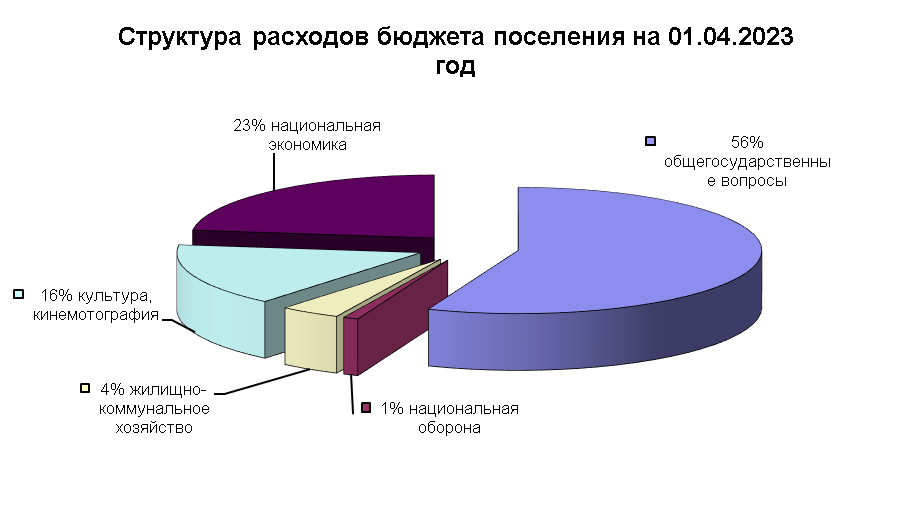 Структура расходов бюджета поселения на 01.04.2023
год
23% национальная
экономика
56%
общегосударственны
е вопросы
16% культура,
кинемотография
4% жилищно-
коммунальное
хозяйство
1% национальная
оборона